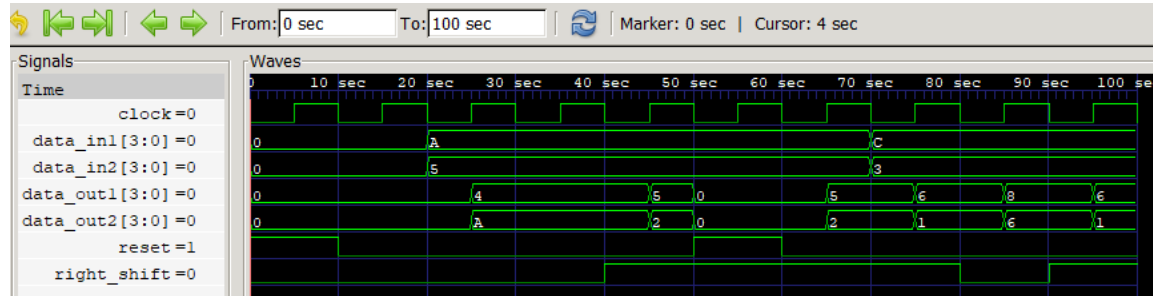 From: 0 sec To: 100 sec Marker: 0 sec | Cursor: 4 sec
Signals Waves
Time 0 10 sec 20 sec 30 sec 40 sec 50 sec 60 sec 70 sec 80 sec 90 sec 100 se
clock=0
data_in1[3:0]=0 0 A C
data_in2[3:0]=0 0 5 3
data_out1[3:0]=0 0 4 5 0 5 6 8 6
data_out2[3:0]=0 0 A 2 0 2 1 6 1
reset=1
right_shift=0